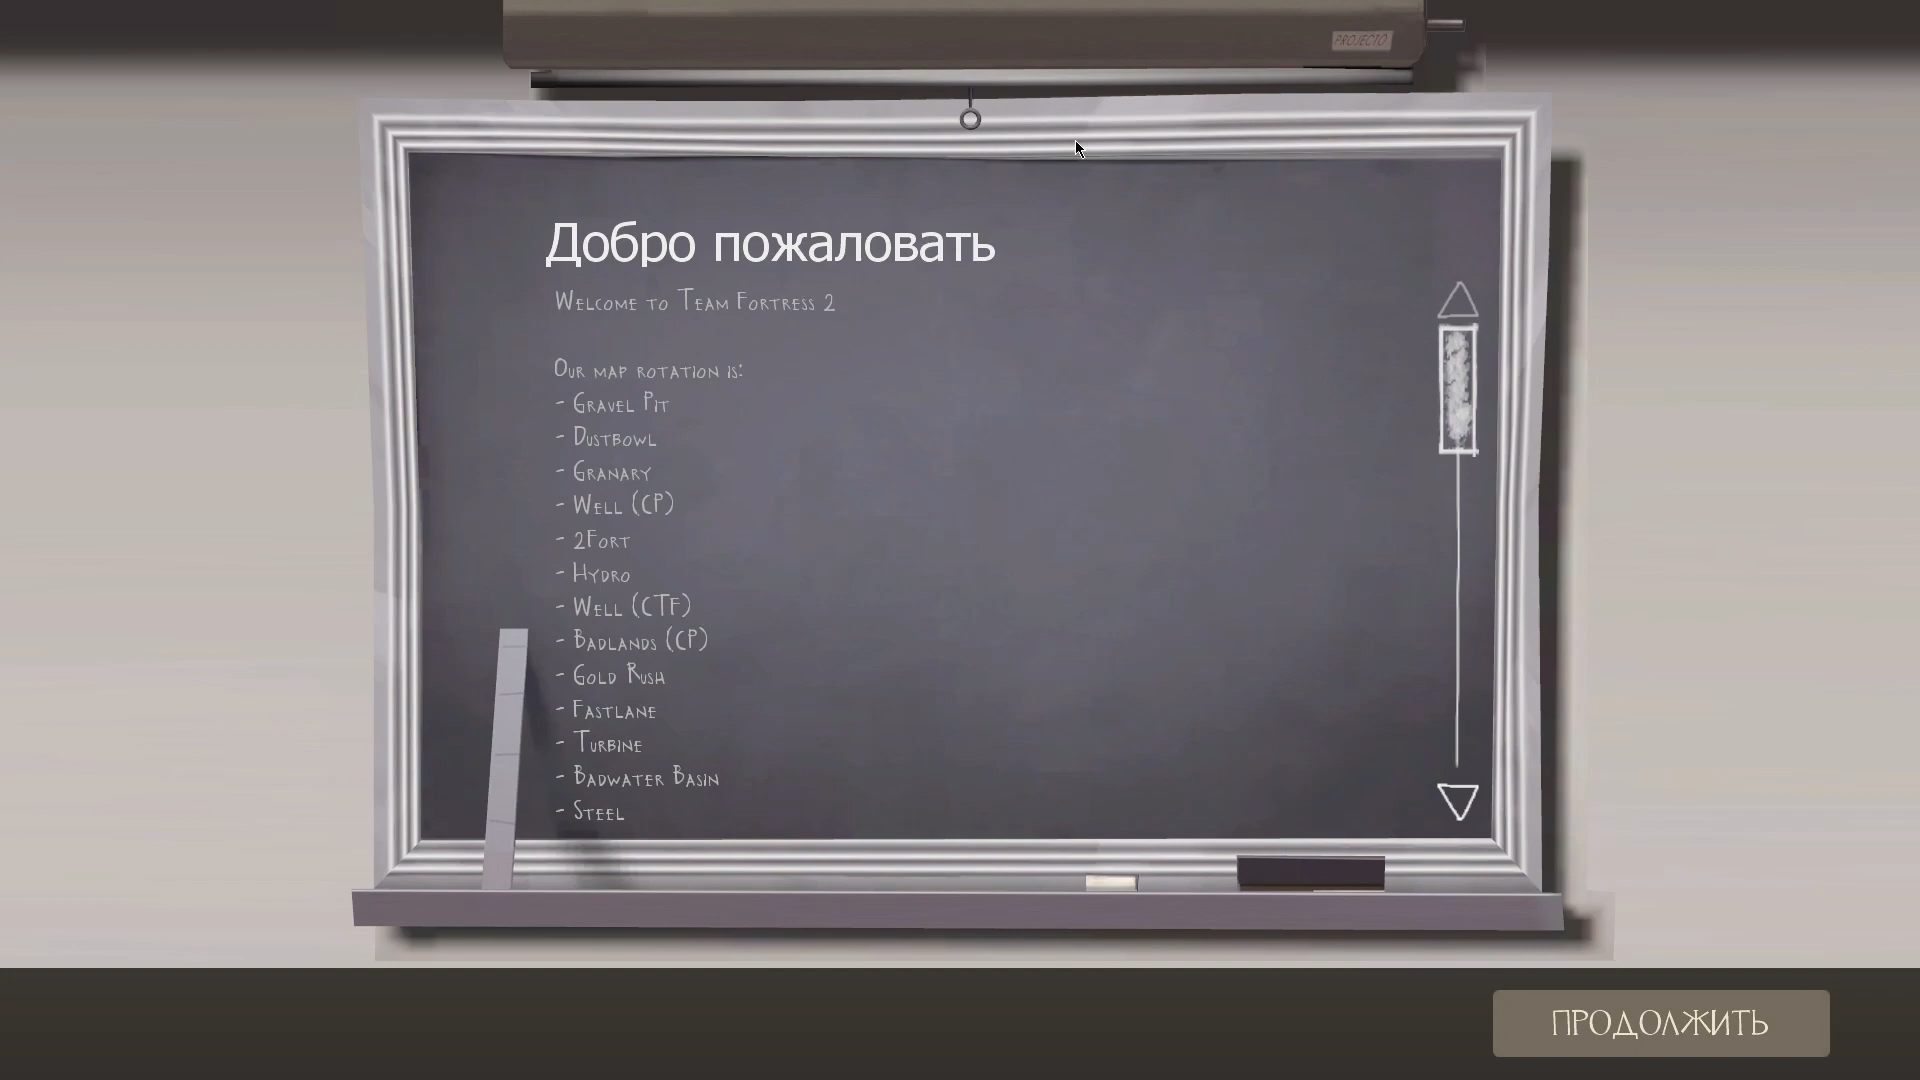 PROJECTO
Добро пожаловать
Welcome to Team Fortress 2
Our map rotation is:
- Gravel Pit
- Dustbowl
- Granary
- Well (CP)
- 2Fort
- Hydro
- Well (CTF)
- Badlands (CP)
- Gold Rush
- Fastlane
- Turbine
- Badwater Basin
- Steel
ПРОДОЛЖИТЬ